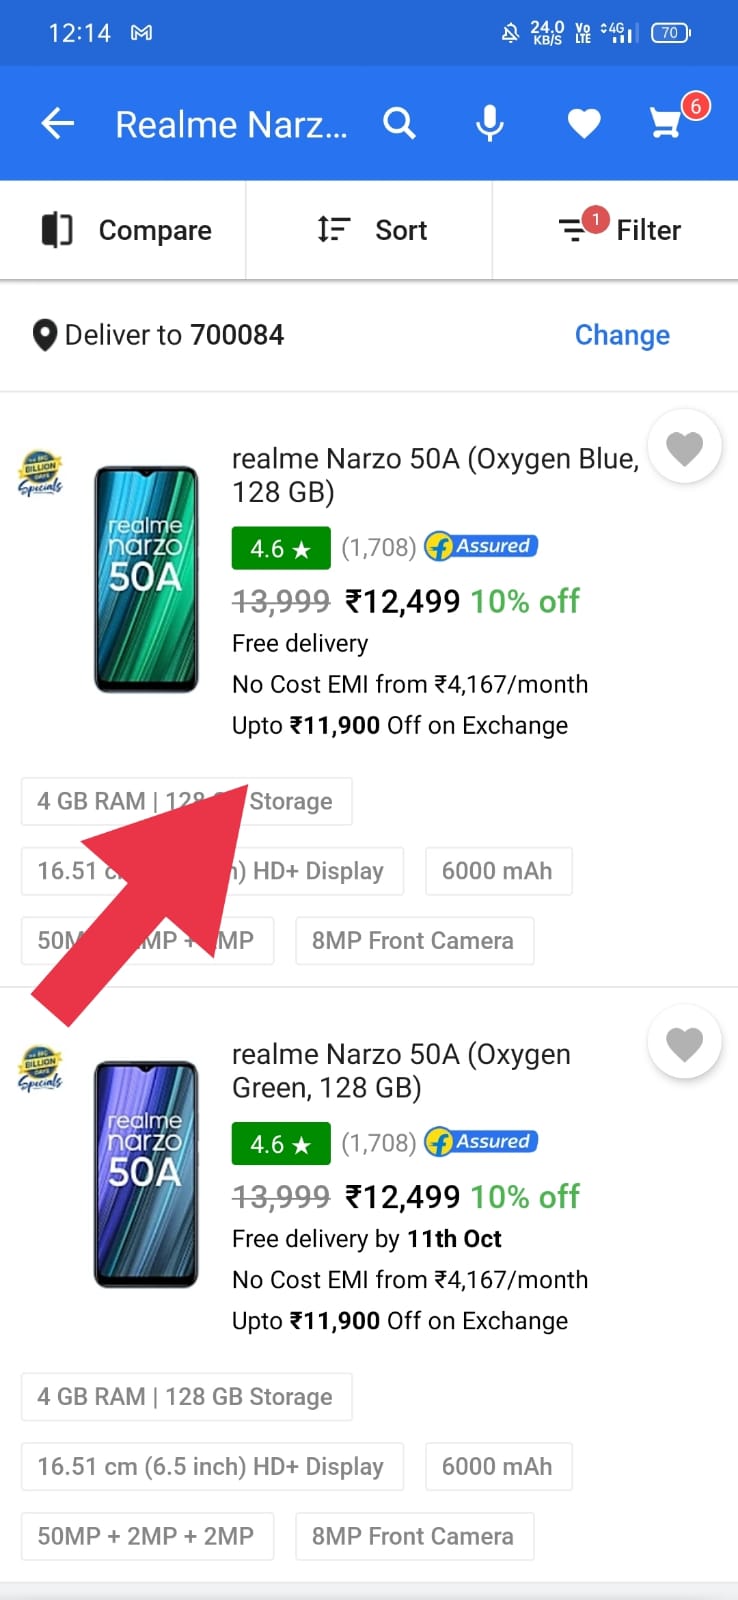 12:14 24.0 KB/S Vo LTE 4G 70
Realme Narz... 6
Compare Sort 1 Filter
Deliver to 700084 Change
THE BIG BILLION DAYS Specials
realme narzo 50A
realme Narzo 50A (Oxygen Blue,
128 GB)
4.6 ★ (1,708) Assured
13,999 ₹12,499 10% off
Free delivery
No Cost EMI from ₹4,167/month
Upto ₹11,900 Off on Exchange
4 GB RAM | 128 Storage
16.51 HD+ Display 6000 mAh
50M MP + MP 8MP Front Camera
THE BIG BILLION DAYS Specials
realme narzo 50A
realme Narzo 50A (Oxygen
Green, 128 GB)
4.6 ★ (1,708) Assured
13,999 ₹12,499 10% off
Free delivery by 11th Oct
No Cost EMI from ₹4,167/month
Upto ₹11,900 Off on Exchange
4 GB RAM | 128 GB Storage
16.51 cm (6.5 inch) HD+ Display 6000 mAh
50MP + 2MP + 2MP 8MP Front Camera